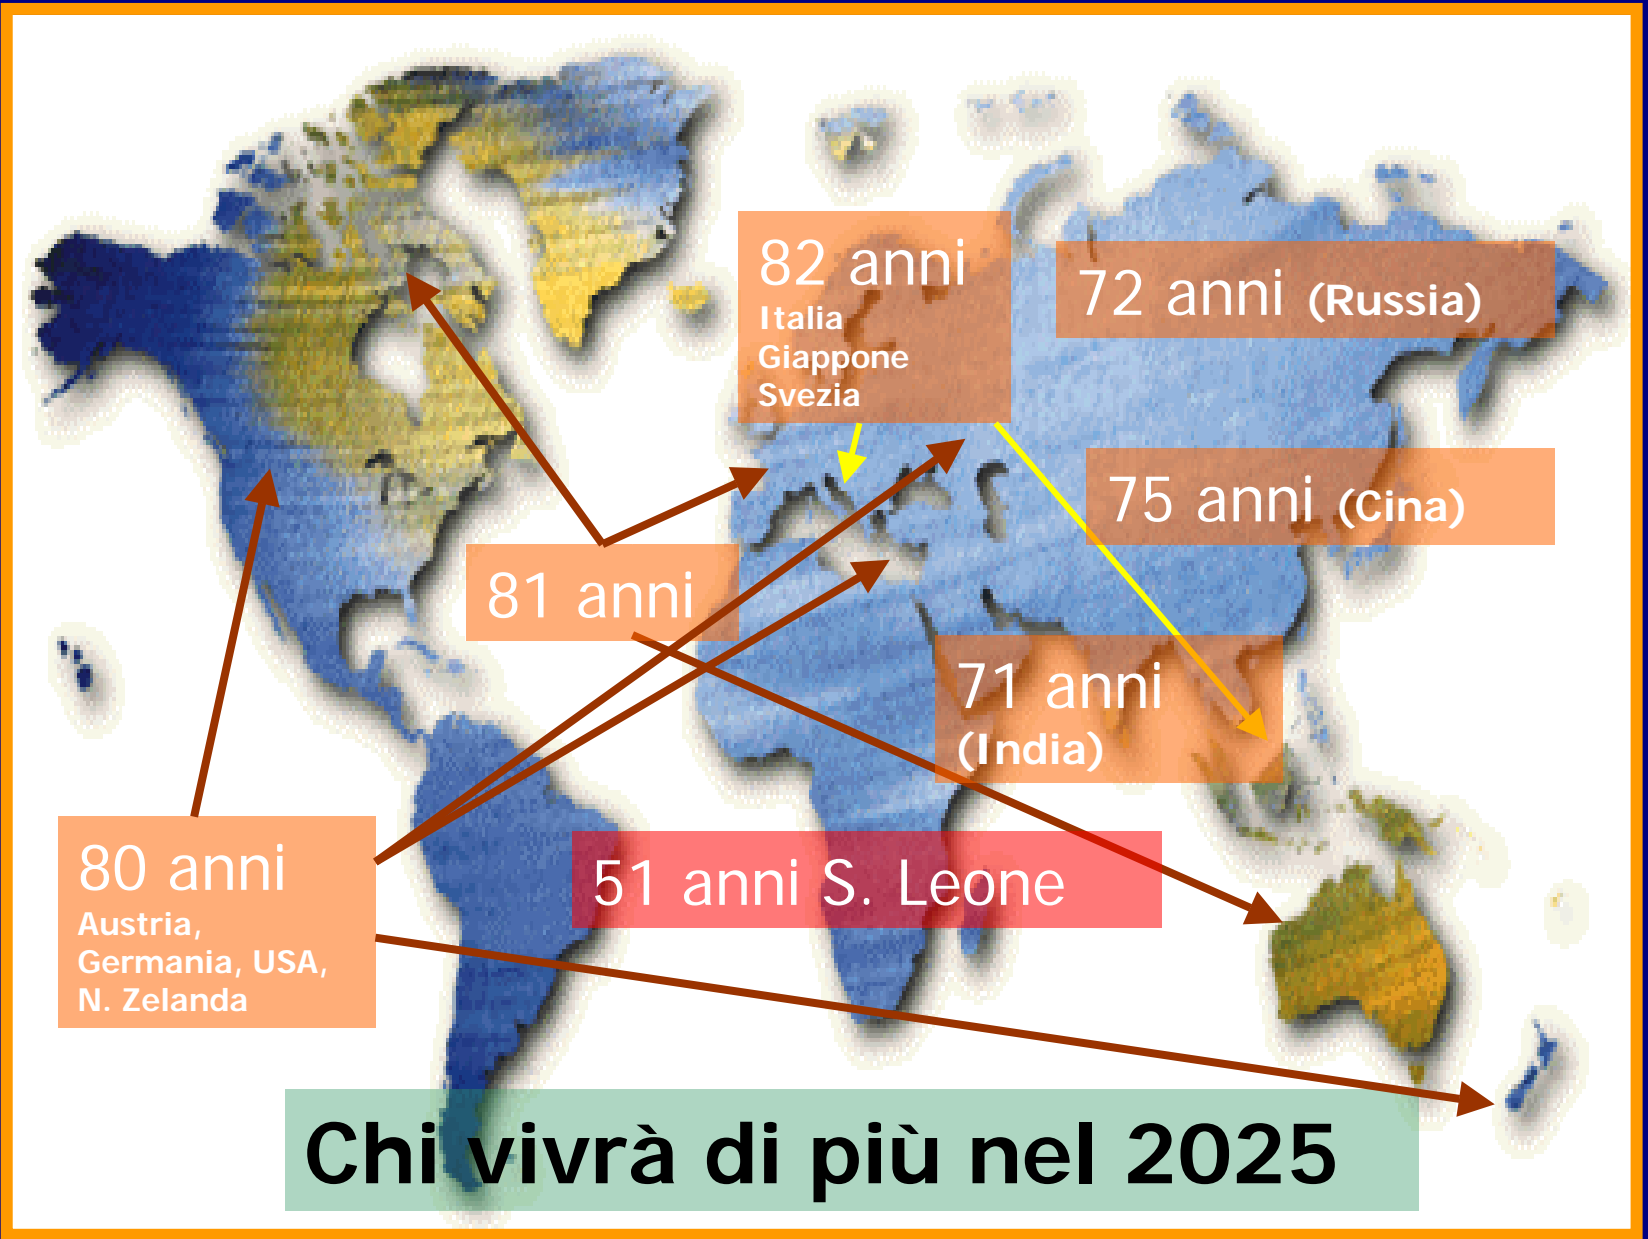 82 anni
Italia
Giappone
Svezia
72 anni (Russia)
75 anni (Cina)
81 anni
71 anni
(India)
80 anni
Austria,
Germania, USA,
N. Zelanda
51 anni S. Leone
Chi vivrà di più nel 2025